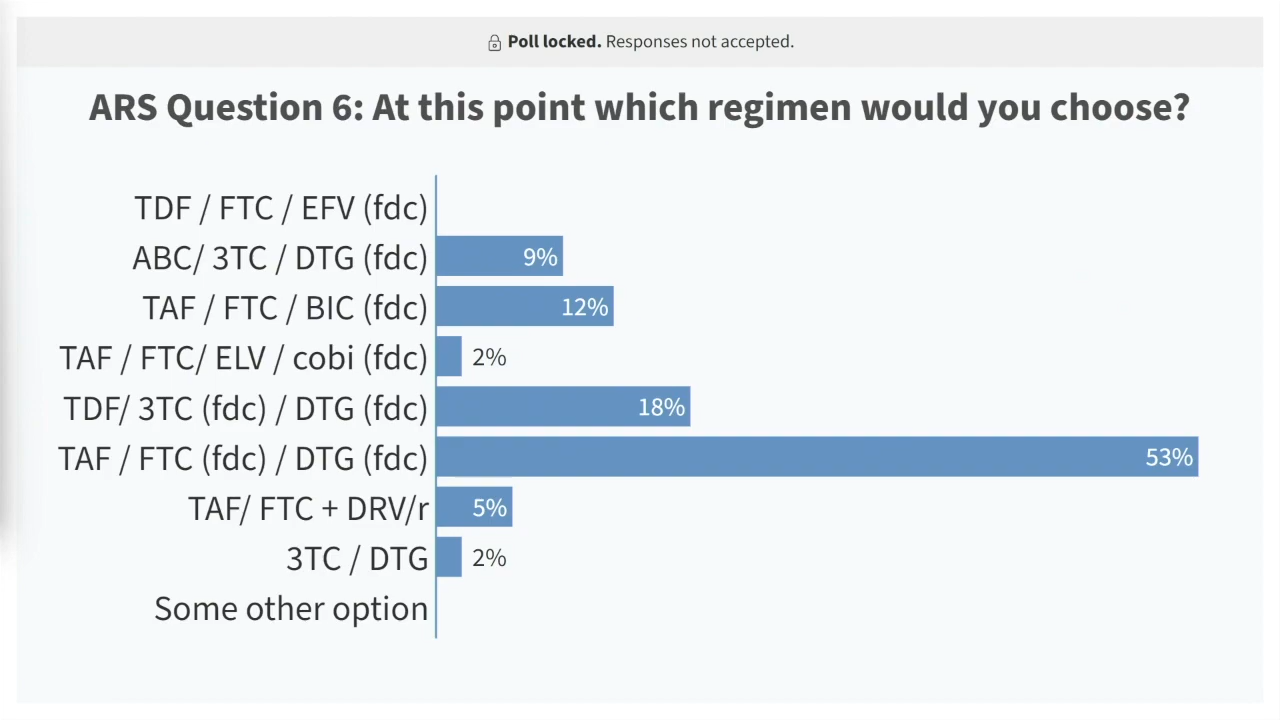 Poll locked. Responses not accepted.
ARS Question 6: At this point which regimen would you choose?
TDF / FTC / EFV (fdc)
ABC/ 3TC / DTG (fdc) 9%
TAF / FTC / BIC (fdc) 12%
TAF / FTC/ ELV / cobi (fdc) 2%
TDF/ 3TC (fdc) / DTG (fdc) 18%
TAF / FTC (fdc) / DTG (fdc) 53%
TAF/ FTC + DRV/r 5%
3TC / DTG 2%
Some other option